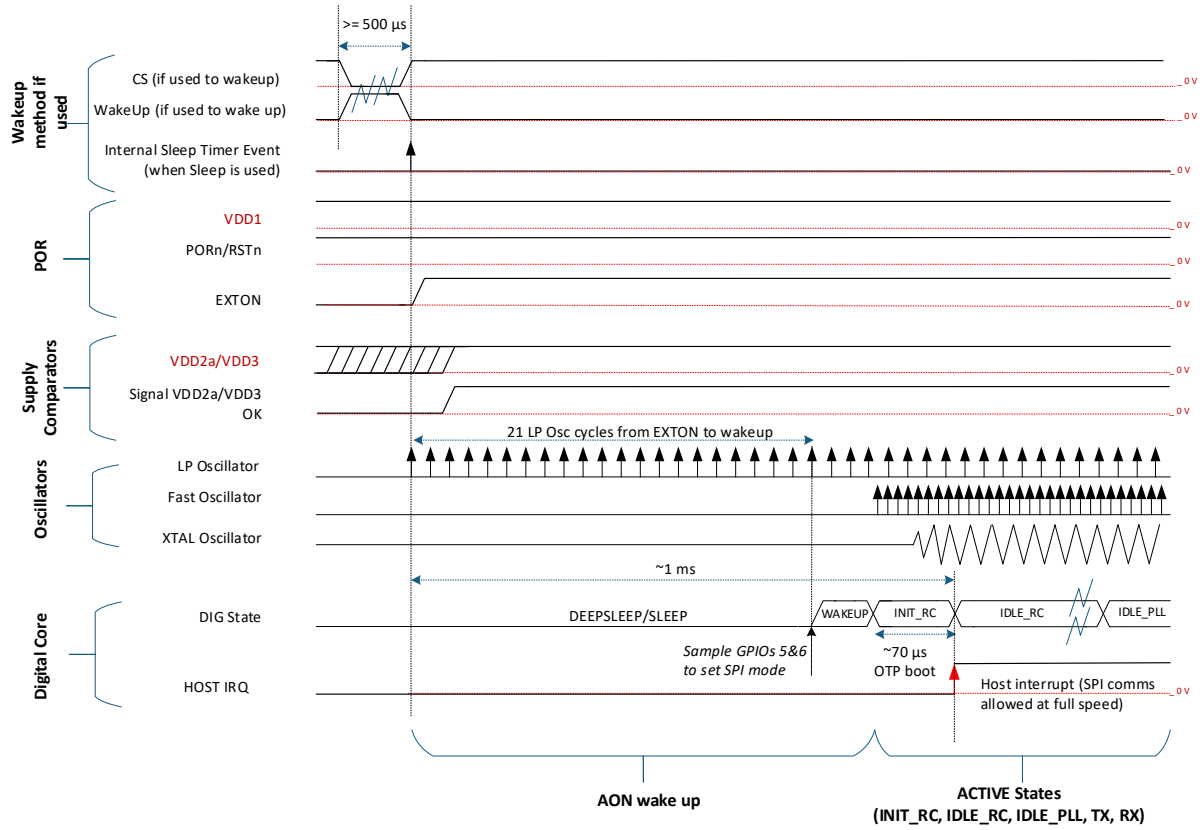 >= 500 µs
Wakeup
method if
used
CS (if used to wakeup)
_ 0 V
WakeUp (if used to wake up)
_ 0 V
Internal Sleep Timer Event
(when Sleep is used)
_ 0 V
POR
VDD1
_ 0 V
PORn/RSTn
_ 0 V
EXTON
_ 0 V
Supply
Comparators
VDD2a/VDD3
_ 0 V
Signal VDD2a/VDD3
OK
_ 0 V
21 LP Osc cycles from EXTON to wakeup
Oscillators
LP Oscillator
Fast Oscillator
XTAL Oscillator
~1 ms
Digital Core
DIG State
DEEPSLEEP/SLEEP
WAKEUP
INIT_RC
IDLE_RC
IDLE_PLL
Sample GPIOs 5&6
to set SPI mode
~70 µs
OTP boot
HOST IRQ
Host interrupt (SPI comms
allowed at full speed)
_ 0 V
AON wake up
ACTIVE States
(INIT_RC, IDLE_RC, IDLE_PLL, TX, RX)